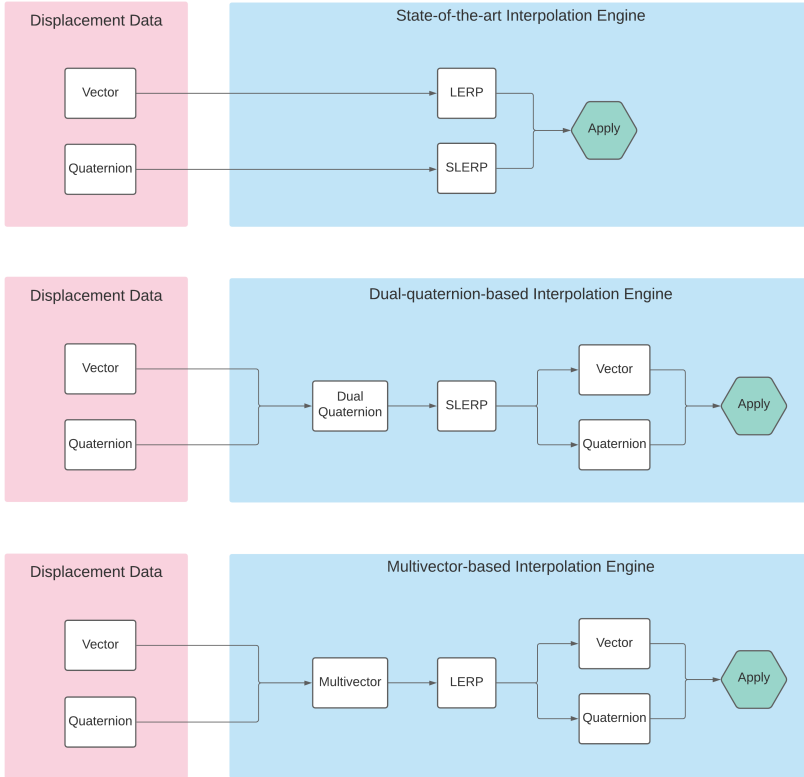 Displacement Data
State-of-the-art Interpolation Engine
Vector
LERP
Apply
Quaternion
SLERP
Displacement Data
Dual-quaternion-based Interpolation Engine
Vector
Vector
Dual
Quaternion
SLERP
Apply
Quaternion
Quaternion
Displacement Data
Multivector-based Interpolation Engine
Vector
Vector
Multivector
LERP
Apply
Quaternion
Quaternion